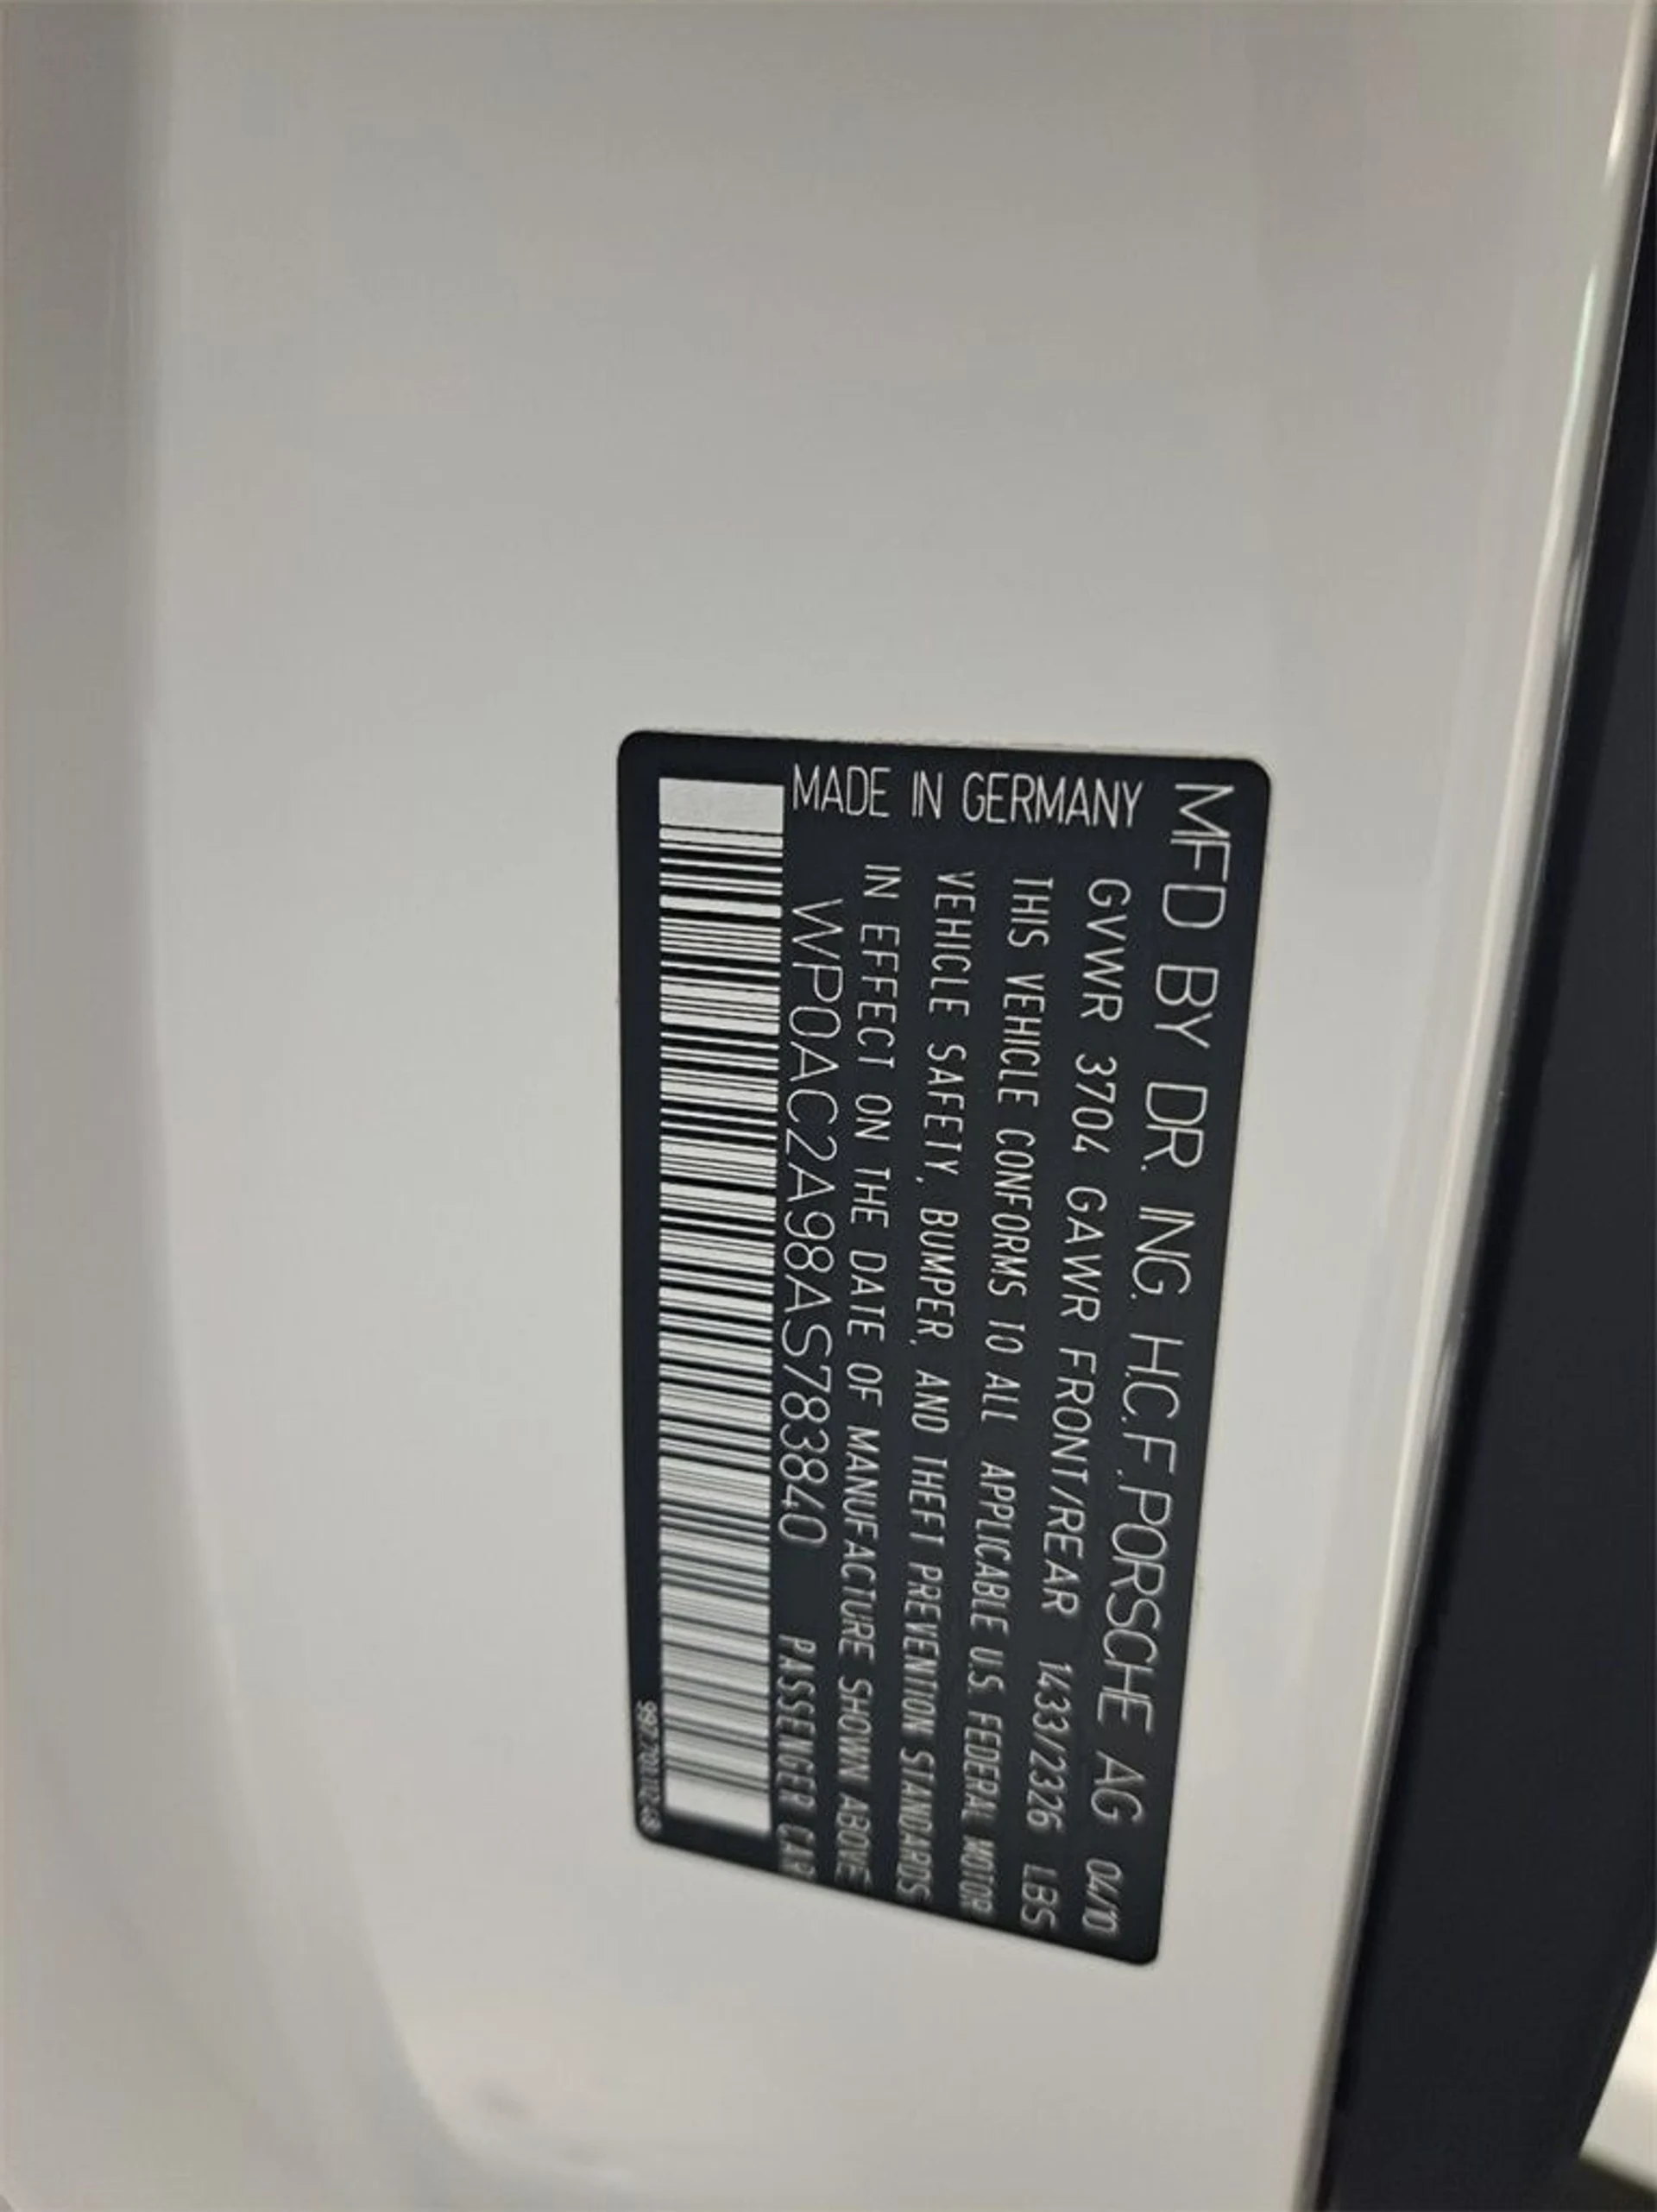 MFD BY DR. ING. H.C.F. PORSCHE AG 04/10
GVWR 3704 GAWR FRONT/REAR 1433/2326 LBS
THIS VEHICLE CONFORMS TO ALL APPLICABLE U.S. FEDERAL MOTOR
VEHICLE SAFETY, BUMPER, AND THEFT PREVENTION STANDARDS
IN EFFECT ON THE DATE OF MANUFACTURE SHOWN ABOVE
WP0AC2A98AS783840 PASSENGER CAR
MADE IN GERMANY